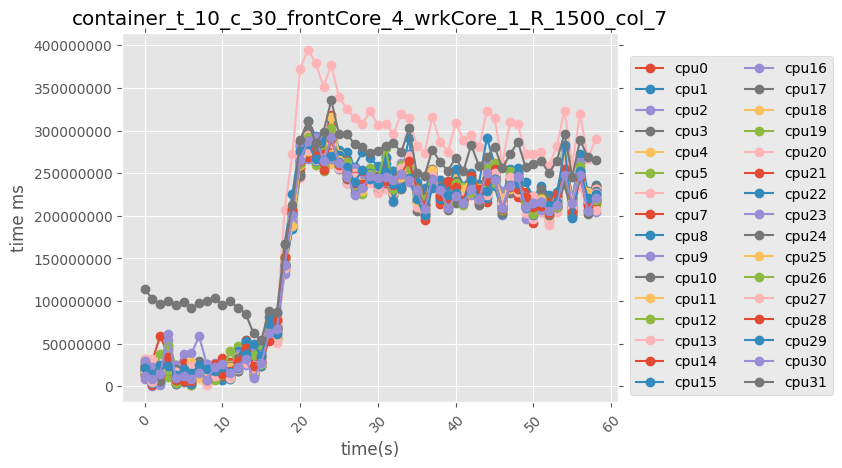 container_t_10_c_30_frontCore_4_wrkCore_1_R_1500_col_7
400000000
350000000
300000000
250000000
200000000
150000000
100000000
50000000
0
time ms
0
10
20
30
40
50
60
time(s)
cpu0
cpu1
cpu2
cpu3
cpu4
cpu5
cpu6
cpu7
cpu8
cpu9
cpu10
cpu11
cpu12
cpu13
cpu14
cpu15
cpu16
cpu17
cpu18
cpu19
cpu20
cpu21
cpu22
cpu23
cpu24
cpu25
cpu26
cpu27
cpu28
cpu29
cpu30
cpu31